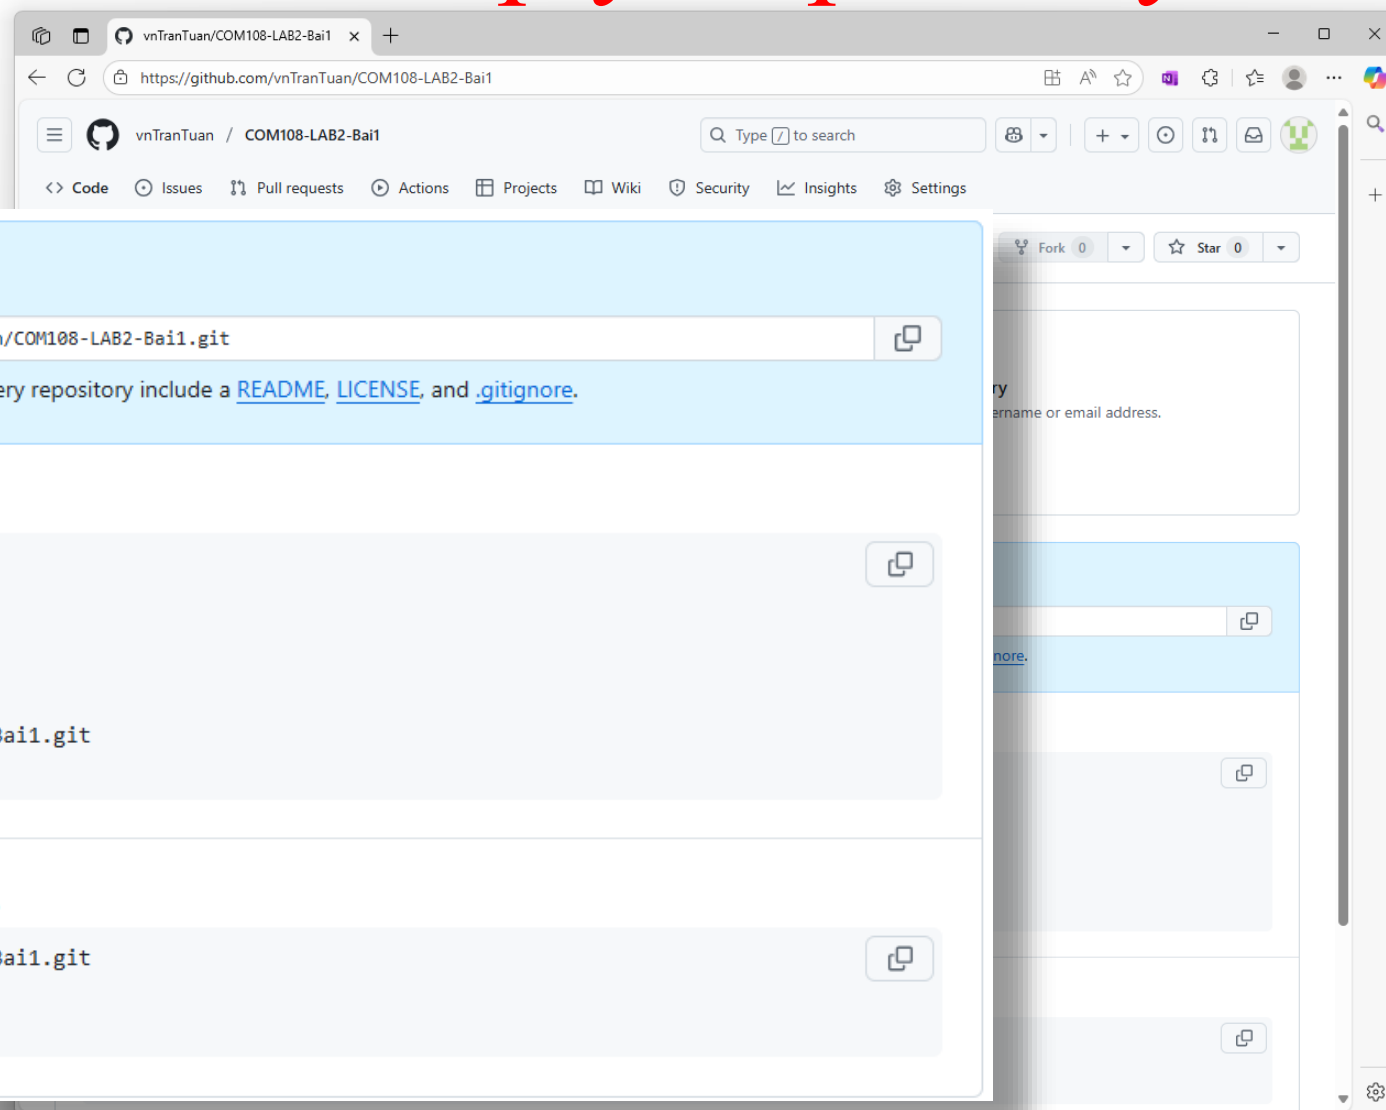 vnTranTuan/COM108-LAB2-Bai1
https://github.com/vnTranTuan/COM108-LAB2-Bai1
vnTranTuan / COM108-LAB2-Bai1
Type / to search
Code Issues Pull requests Actions Projects Wiki Security Insights Settings
Fork 0 Star 0
/COM108-LAB2-Bai1.git
ery repository include a README, LICENSE, and .gitignore.
ry
ername or email address.
nore.
ai1.git
ai1.git